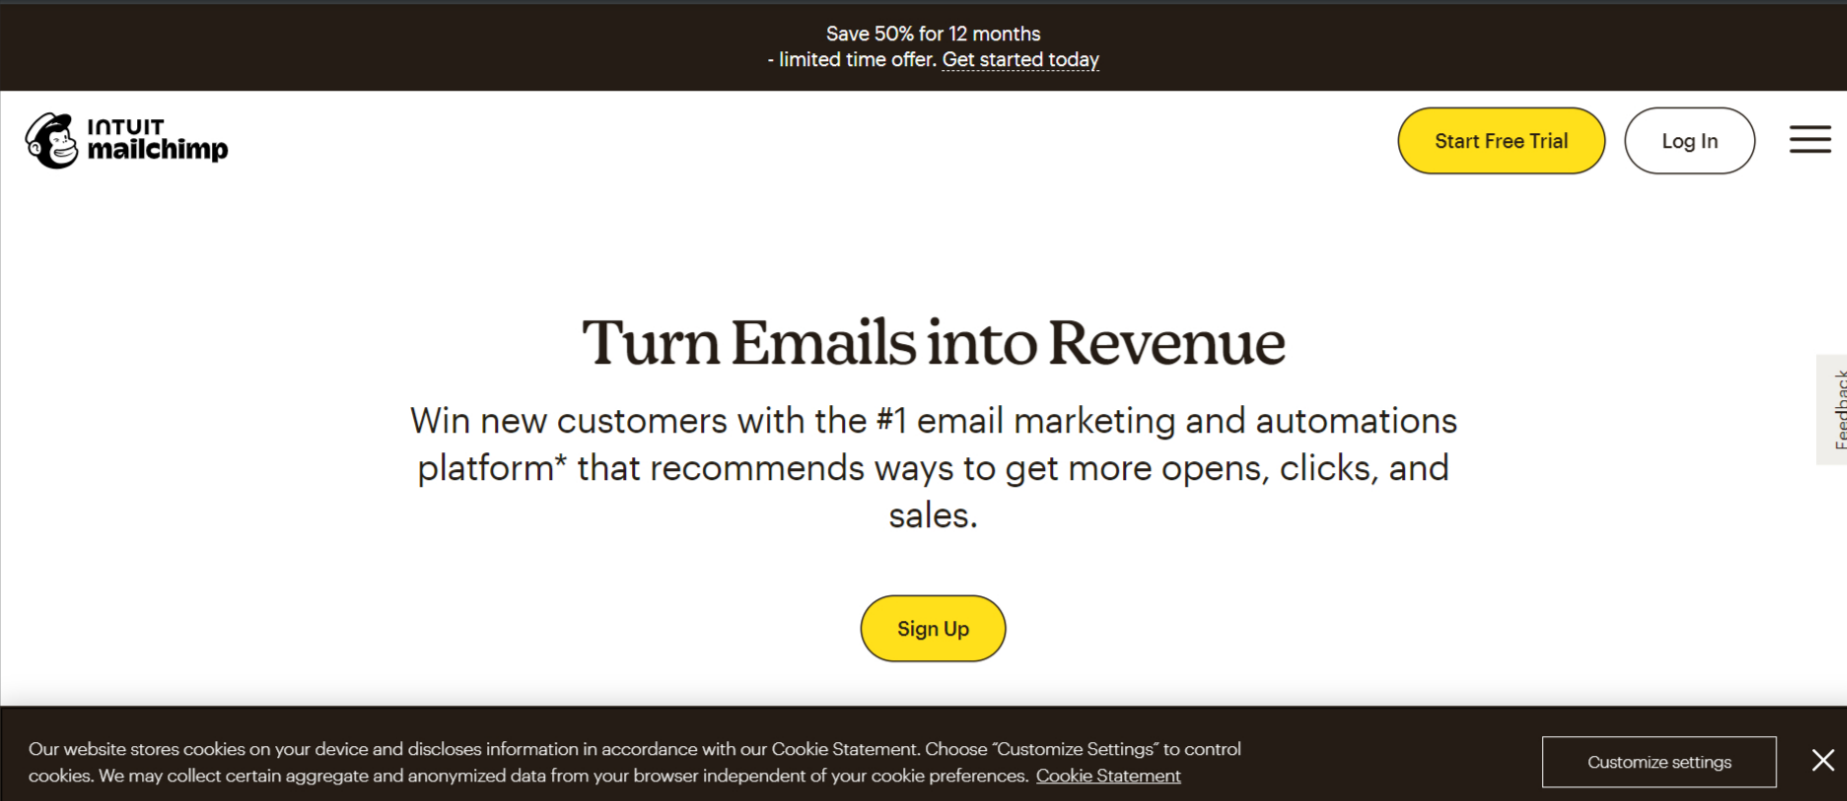 Save 50% for 12 months
- limited time offer. Get started today
INTUIT
mailchimp
Start Free Trial
Log In
Turn Emails into Revenue
Win new customers with the #1 email marketing and automations
platform* that recommends ways to get more opens, clicks, and
sales.
Feedback
Sign Up
Our website stores cookies on your device and discloses information in accordance with our Cookie Statement. Choose “Customize Settings” to control
cookies. We may collect certain aggregate and anonymized data from your browser independent of your cookie preferences. Cookie Statement
Customize settings